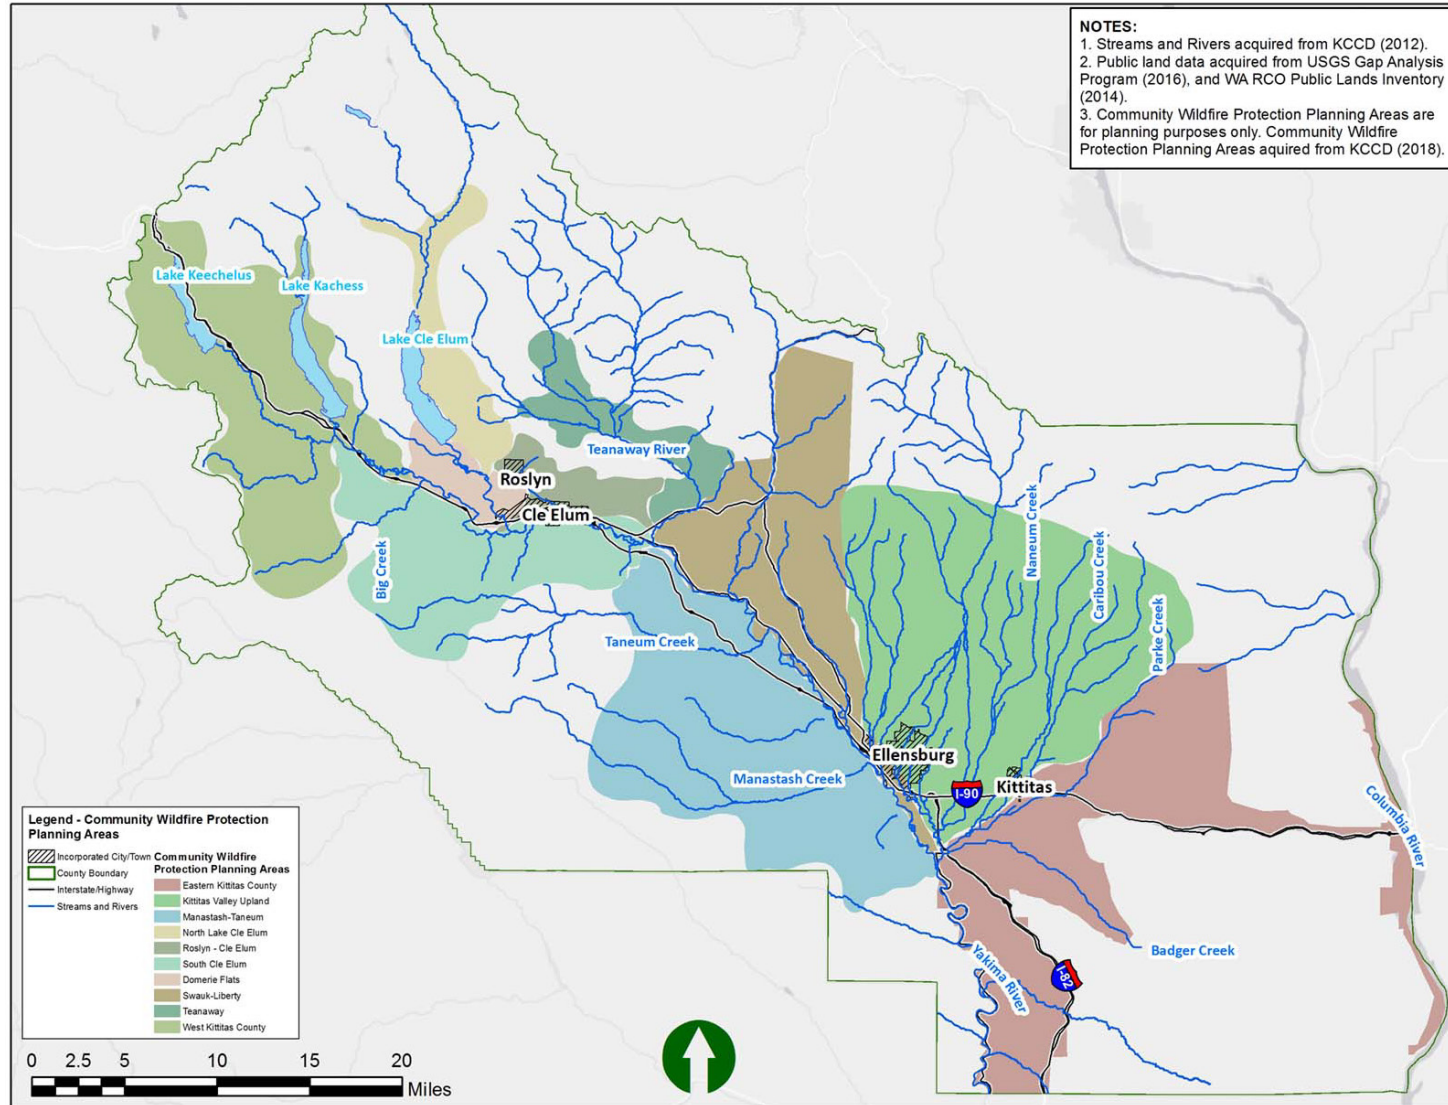 NOTES:
1. Streams and Rivers acquired from KCCD (2012).
2. Public land data acquired from USGS Gap Analysis
Program (2016), and WA RCO Public Lands Inventory
(2014).
3. Community Wildfire Protection Planning Areas are
for planning purposes only. Community Wildfire
Protection Planning Areas aquired from KCCD (2018).
Lake Keechelus
Lake Kachess
Lake Cle Elum
Teanaway River
Roslyn
Cle Elum
Big Creek
Naneum Creek
Caribou Creek
Parke Creek
Taneum Creek
Manastash Creek
Ellensburg
I-90
Kittitas
Columbia River
Badger Creek
Yakima River
I-82
Legend - Community Wildfire Protection
Planning Areas
Incorporated City/Town
County Boundary
Interstate/Highway
Streams and Rivers
Community Wildfire
Protection Planning Areas
Eastern Kittitas County
Kittitas Valley Upland
Manastash-Taneum
North Lake Cle Elum
Roslyn - Cle Elum
South Cle Elum
Domerie Flats
Swauk-Liberty
Teanaway
West Kittitas County
0 2.5 5 10 15 20
Miles